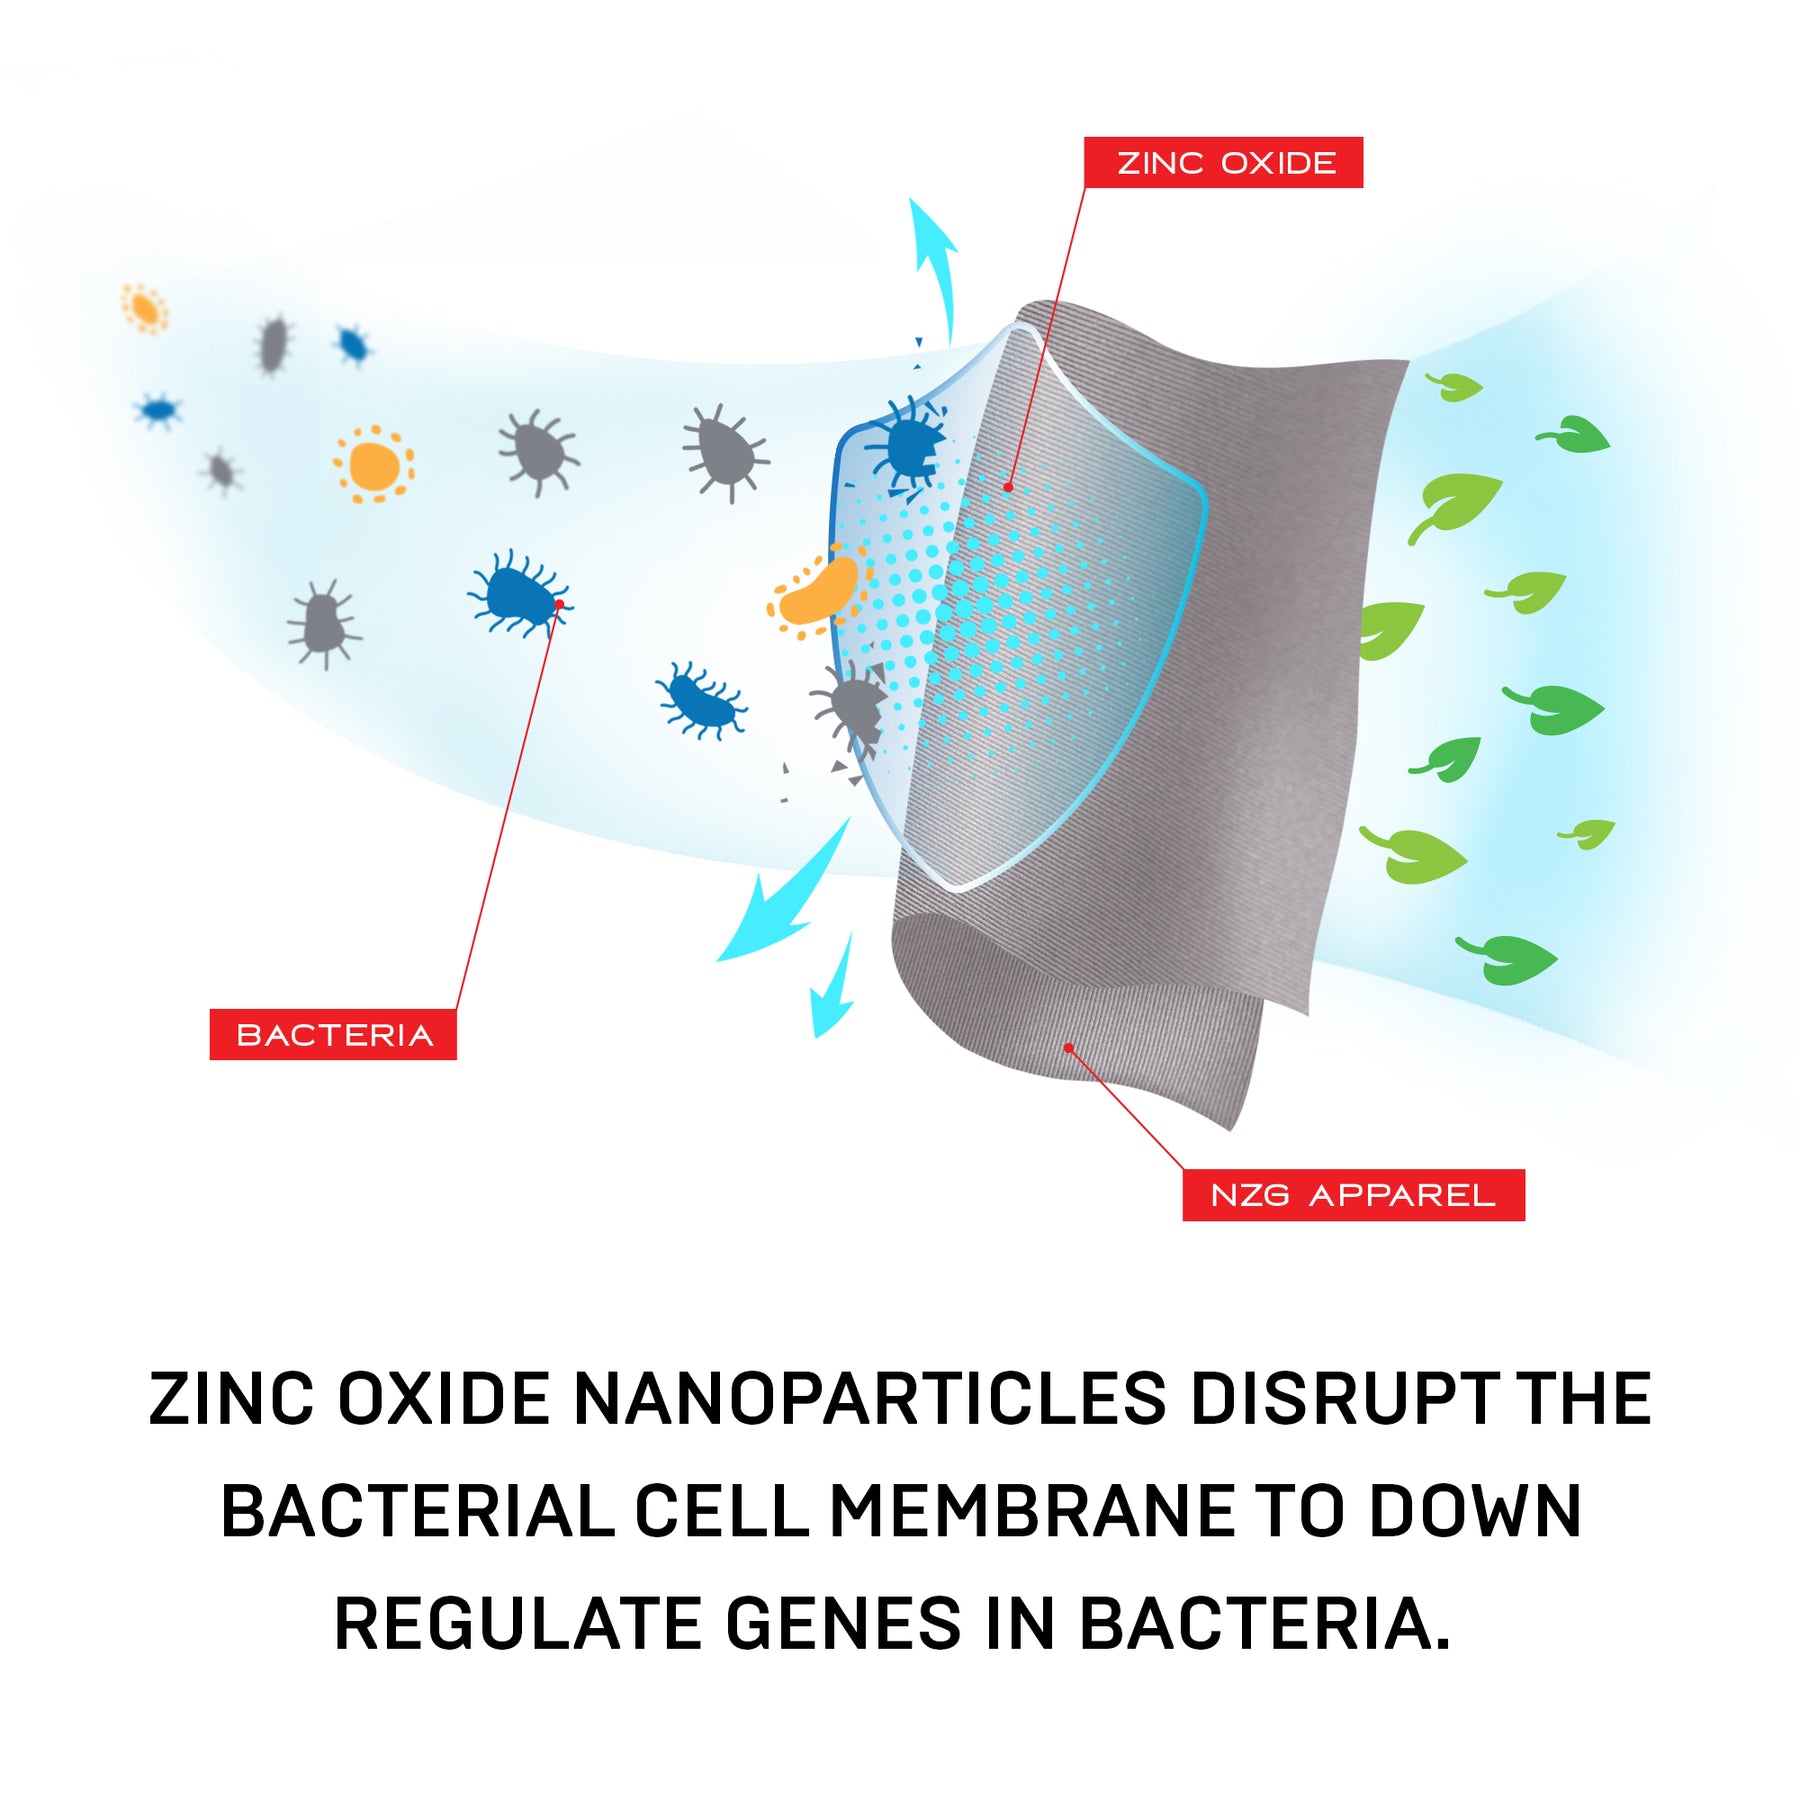 ZINC OXIDE
BACTERIA
NZG APPAREL
ZINC OXIDE NANOPARTICLES DISRUPT THE
BACTERIAL CELL MEMBRANE TO DOWN
REGULATE GENES IN BACTERIA.